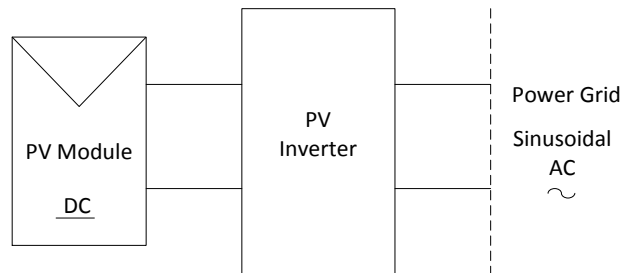 PV Module
DC
PV
Inverter
Power Grid
Sinusoidal
AC